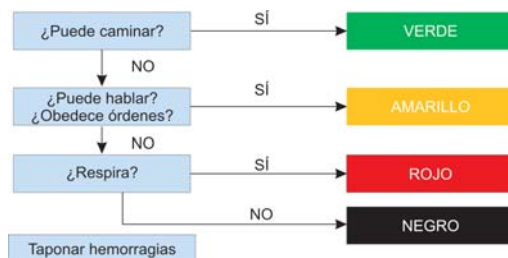 ¿Puede caminar?
SÍ
VERDE
NO
¿Puede hablar?
¿Obedece órdenes?
SÍ
AMARILLO
NO
¿Respira?
SÍ
ROJO
NO
NEGRO
Taponar hemorragias